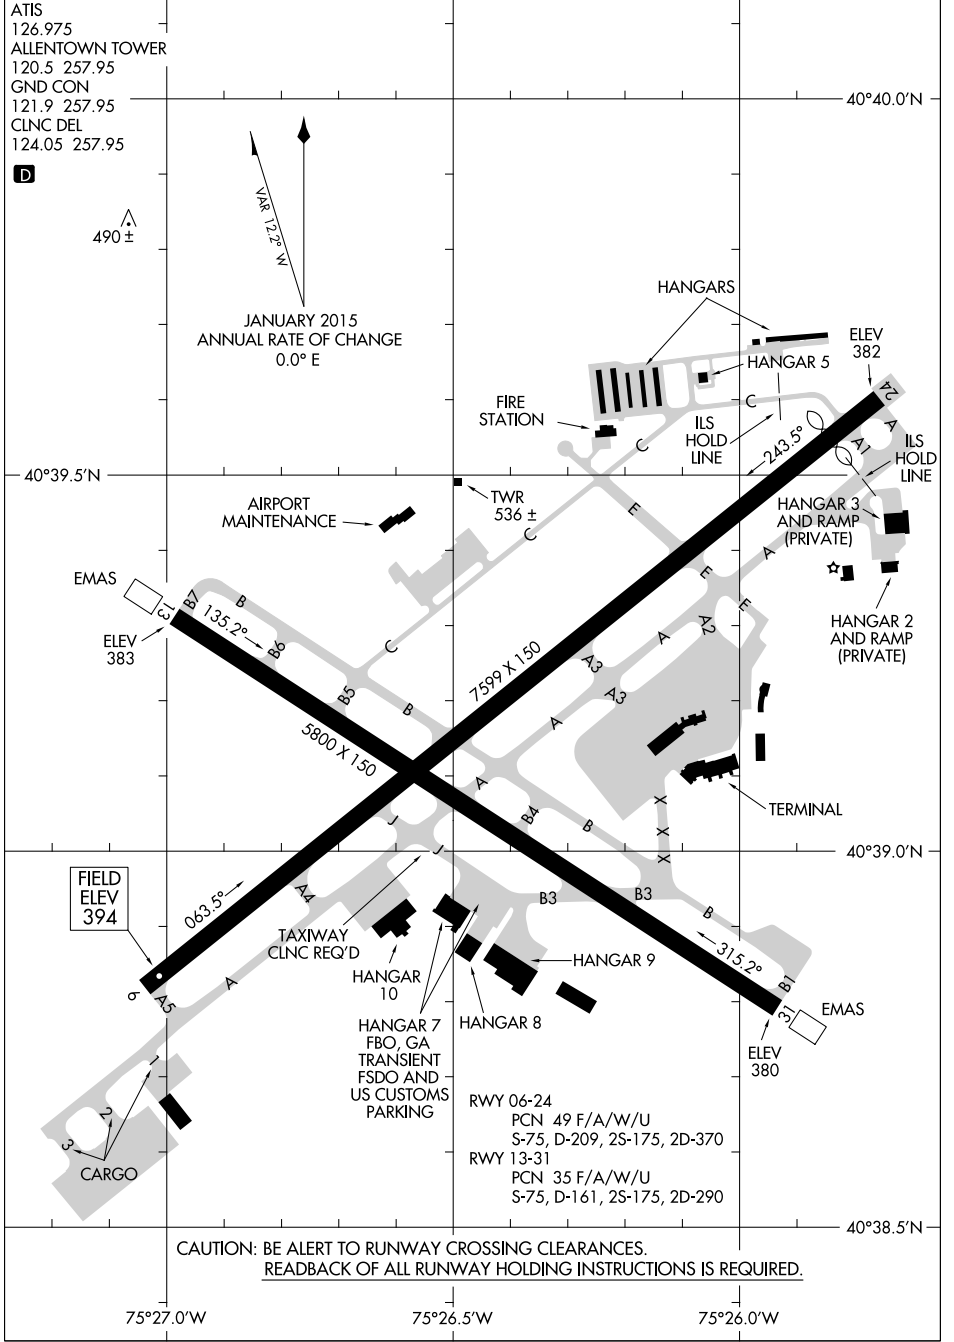 ATIS
126.975
ALLENTOWN TOWER
120.5 257.95
GND CON
121.9 257.95
CLNC DEL
124.05 257.95
D
40°40.0'N
VAR 12.2° W
490 ±
JANUARY 2015
ANNUAL RATE OF CHANGE
0.0° E
HANGARS
ELEV
382
HANGAR 5
24
FIRE
STATION
C
C
ILS
HOLD
LINE
A
A1
ILS
HOLD
LINE
243.5°
40°39.5'N
TWR
536 ±
AIRPORT
MAINTENANCE
HANGAR 3
AND RAMP
(PRIVATE)
E
C
A
EMAS
E
E
13
B7
B
135.2°
ELEV
383
B6
C
A2
A
HANGAR 2
AND RAMP
(PRIVATE)
A3
A3
7599 X 150
B5
B
A
5800 X 150
A
TERMINAL
B4
B
J
X
X
X
J
40°39.0'N
FIELD
ELEV
394
063.5°
A4
B3
B3
B
TAXIWAY
CLNC REQ'D
315.2°
HANGAR 9
HANGAR
10
A
6
A5
B1
31
EMAS
HANGAR 7
FBO, GA
TRANSIENT
FSDO AND
US CUSTOMS
PARKING
HANGAR 8
ELEV
380
1
2
3
CARGO
RWY 06-24
PCN 49 F/A/W/U
S-75, D-209, 2S-175, 2D-370
RWY 13-31
PCN 35 F/A/W/U
S-75, D-161, 2S-175, 2D-290
40°38.5'N
CAUTION: BE ALERT TO RUNWAY CROSSING CLEARANCES.
READBACK OF ALL RUNWAY HOLDING INSTRUCTIONS IS REQUIRED.
75°27.0'W
75°26.5'W
75°26.0'W